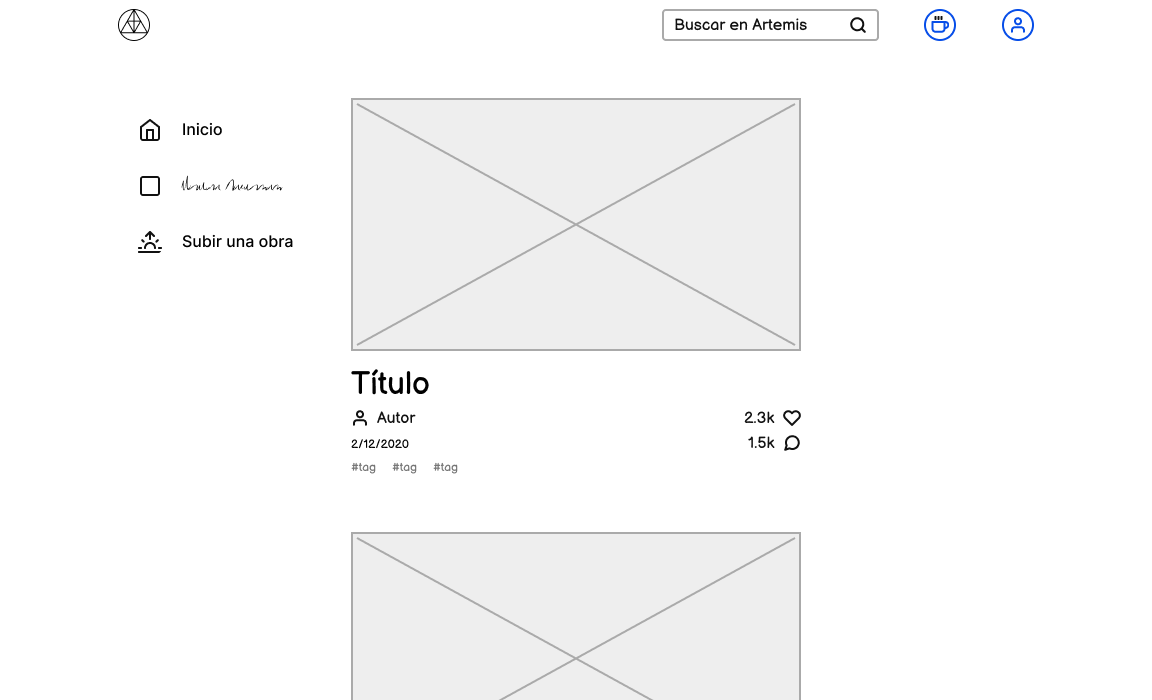 Buscar en Artemis
Inicio
Subir una obra
Título
Autor
2.3k
2/12/2020
1.5k
#tag #tag #tag